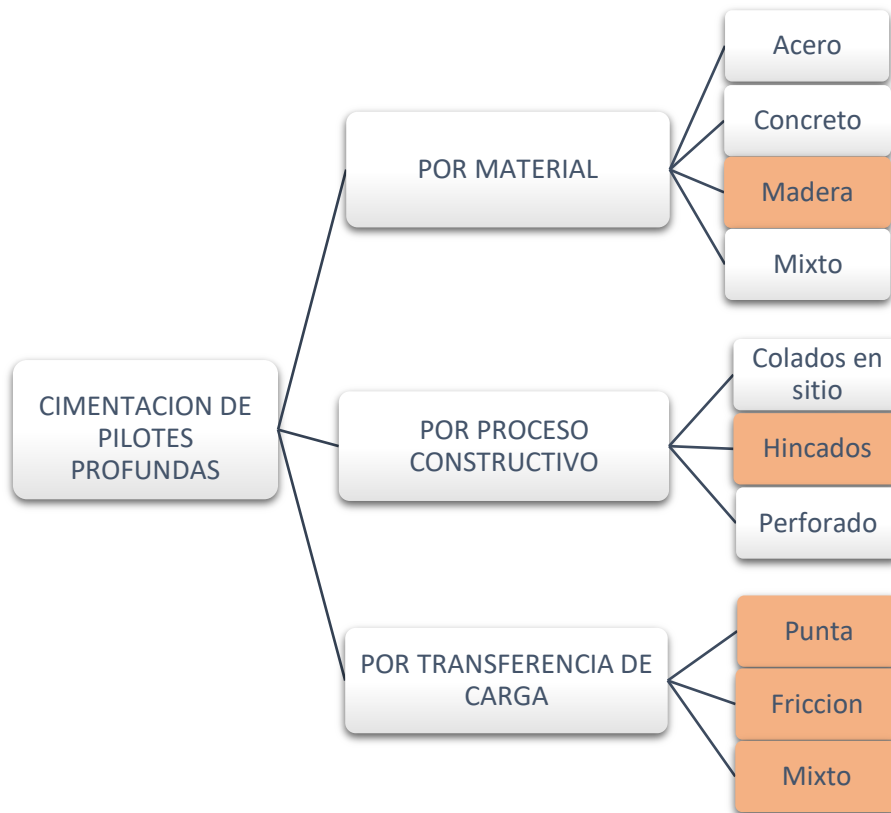 CIMENTACION DE
PILOTES
PROFUNDAS
POR MATERIAL
Acero
Concreto
Madera
Mixto
POR PROCESO
CONSTRUCTIVO
Colados en
sitio
Hincados
Perforado
POR TRANSFERENCIA DE
CARGA
Punta
Friccion
Mixto